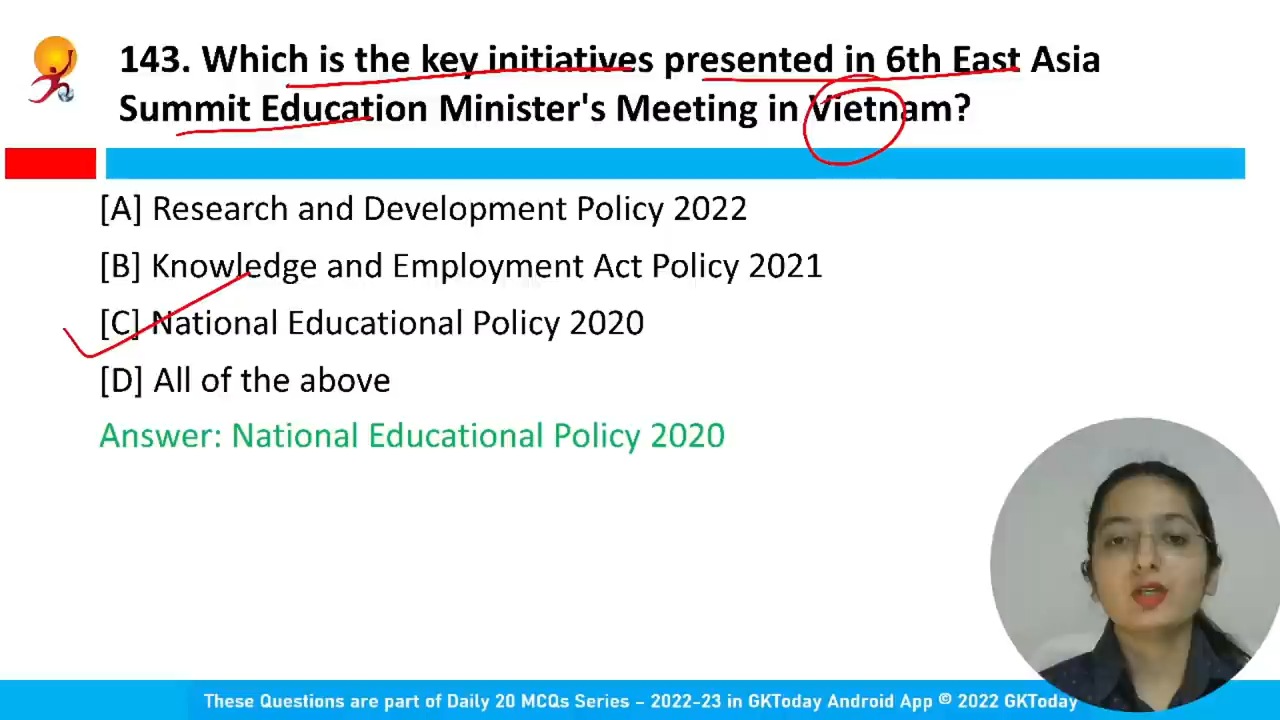 143. Which is the key initiatives presented in 6th East Asia
Summit Education Minister's Meeting in Vietnam?
[A] Research and Development Policy 2022
[B] Knowledge and Employment Act Policy 2021
[C] National Educational Policy 2020
[D] All of the above
Answer: National Educational Policy 2020
These Questions are part of Daily 20 MCQs Series – 2022-23 in GKToday Android App © 2022 GKToday